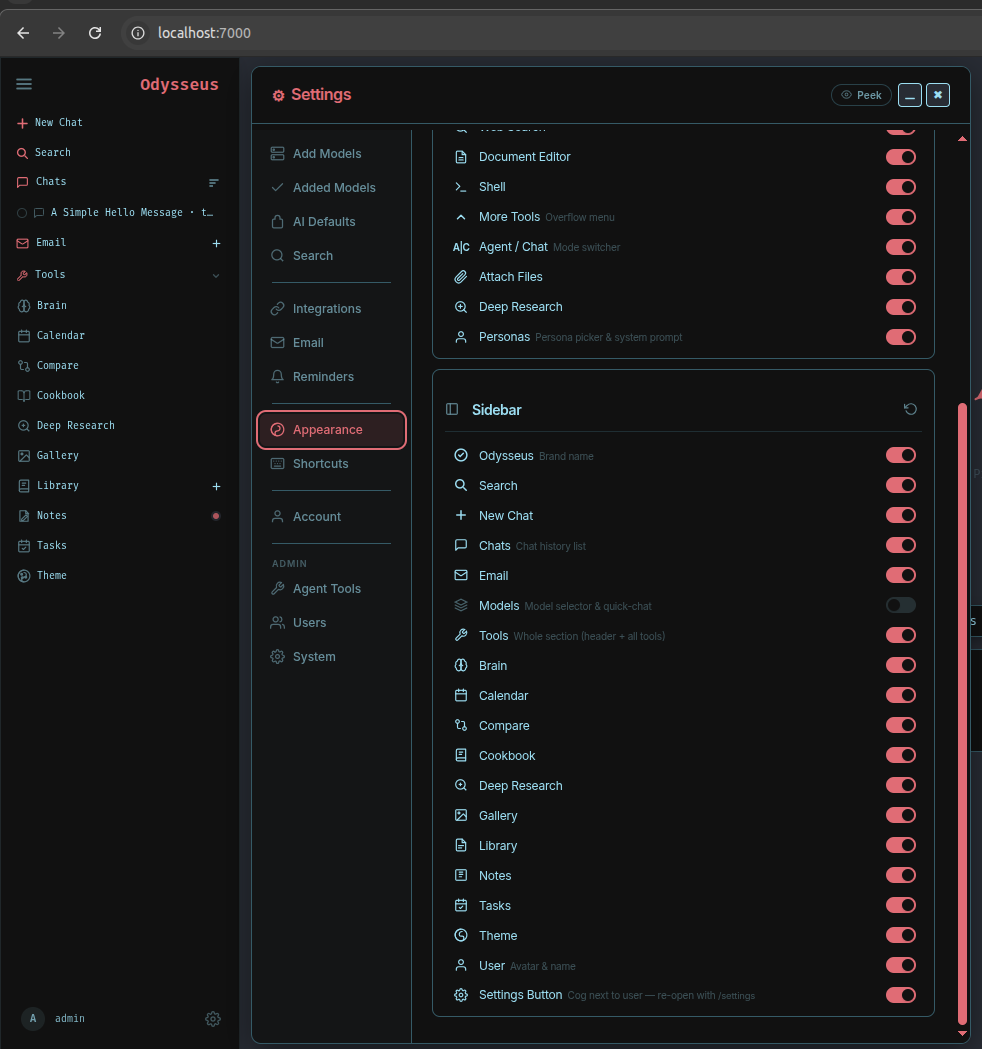 localhost:7000
Odysseus
New Chat
Search
Chats
A Simple Hello Message · t…
Email
Tools
Brain
Calendar
Compare
Cookbook
Deep Research
Gallery
Library
Notes
Tasks
Theme
A admin
Settings
Peek
Add Models
Added Models
AI Defaults
Search
Integrations
Email
Reminders
Appearance
Shortcuts
Account
ADMIN
Agent Tools
Users
System
Web Search
Document Editor
Shell
More Tools Overflow menu
A|C Agent / Chat Mode switcher
Attach Files
Deep Research
Personas Persona picker & system prompt
Sidebar
Odysseus Brand name
Search
New Chat
Chats Chat history list
Email
Models Model selector & quick-chat
Tools Whole section (header + all tools)
Brain
Calendar
Compare
Cookbook
Deep Research
Gallery
Library
Notes
Tasks
Theme
User Avatar & name
Settings Button Cog next to user — re-open with /settings